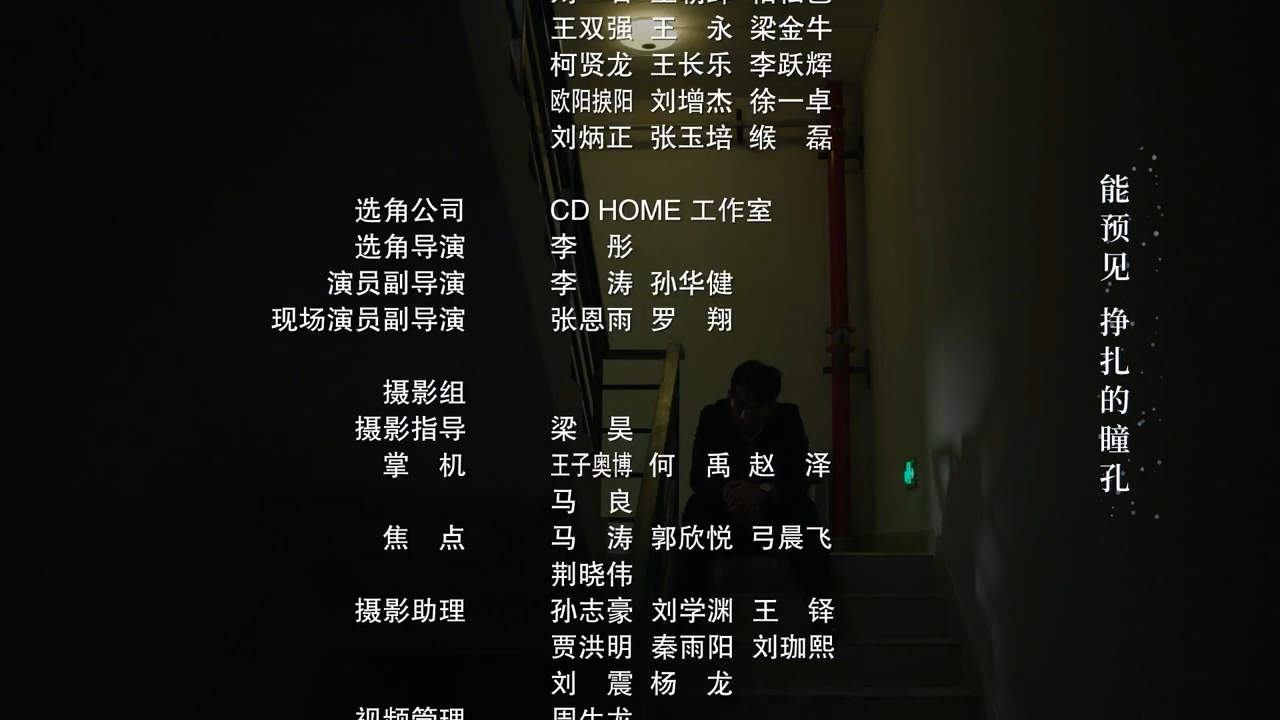 王双强 王　永 梁金牛
柯贤龙 王长乐 李跃辉
欧阳捩阳 刘增杰 徐一卓
刘炳正 张玉培 缑　磊
选角公司 CD HOME 工作室
选角导演 李　彤
演员副导演 李　涛 孙华健
现场演员副导演 张恩雨 罗　翔
摄影组
摄影指导 梁　昊
掌　机 王子奥博 何　禹 赵　泽
马　良
焦　点 马　涛 郭欣悦 弓晨飞
荆晓伟
摄影助理 孙志豪 刘学渊 王　铎
贾洪明 秦雨阳 刘珈熙
刘　震 杨　龙
视频管理
能预见 挣扎的瞳孔